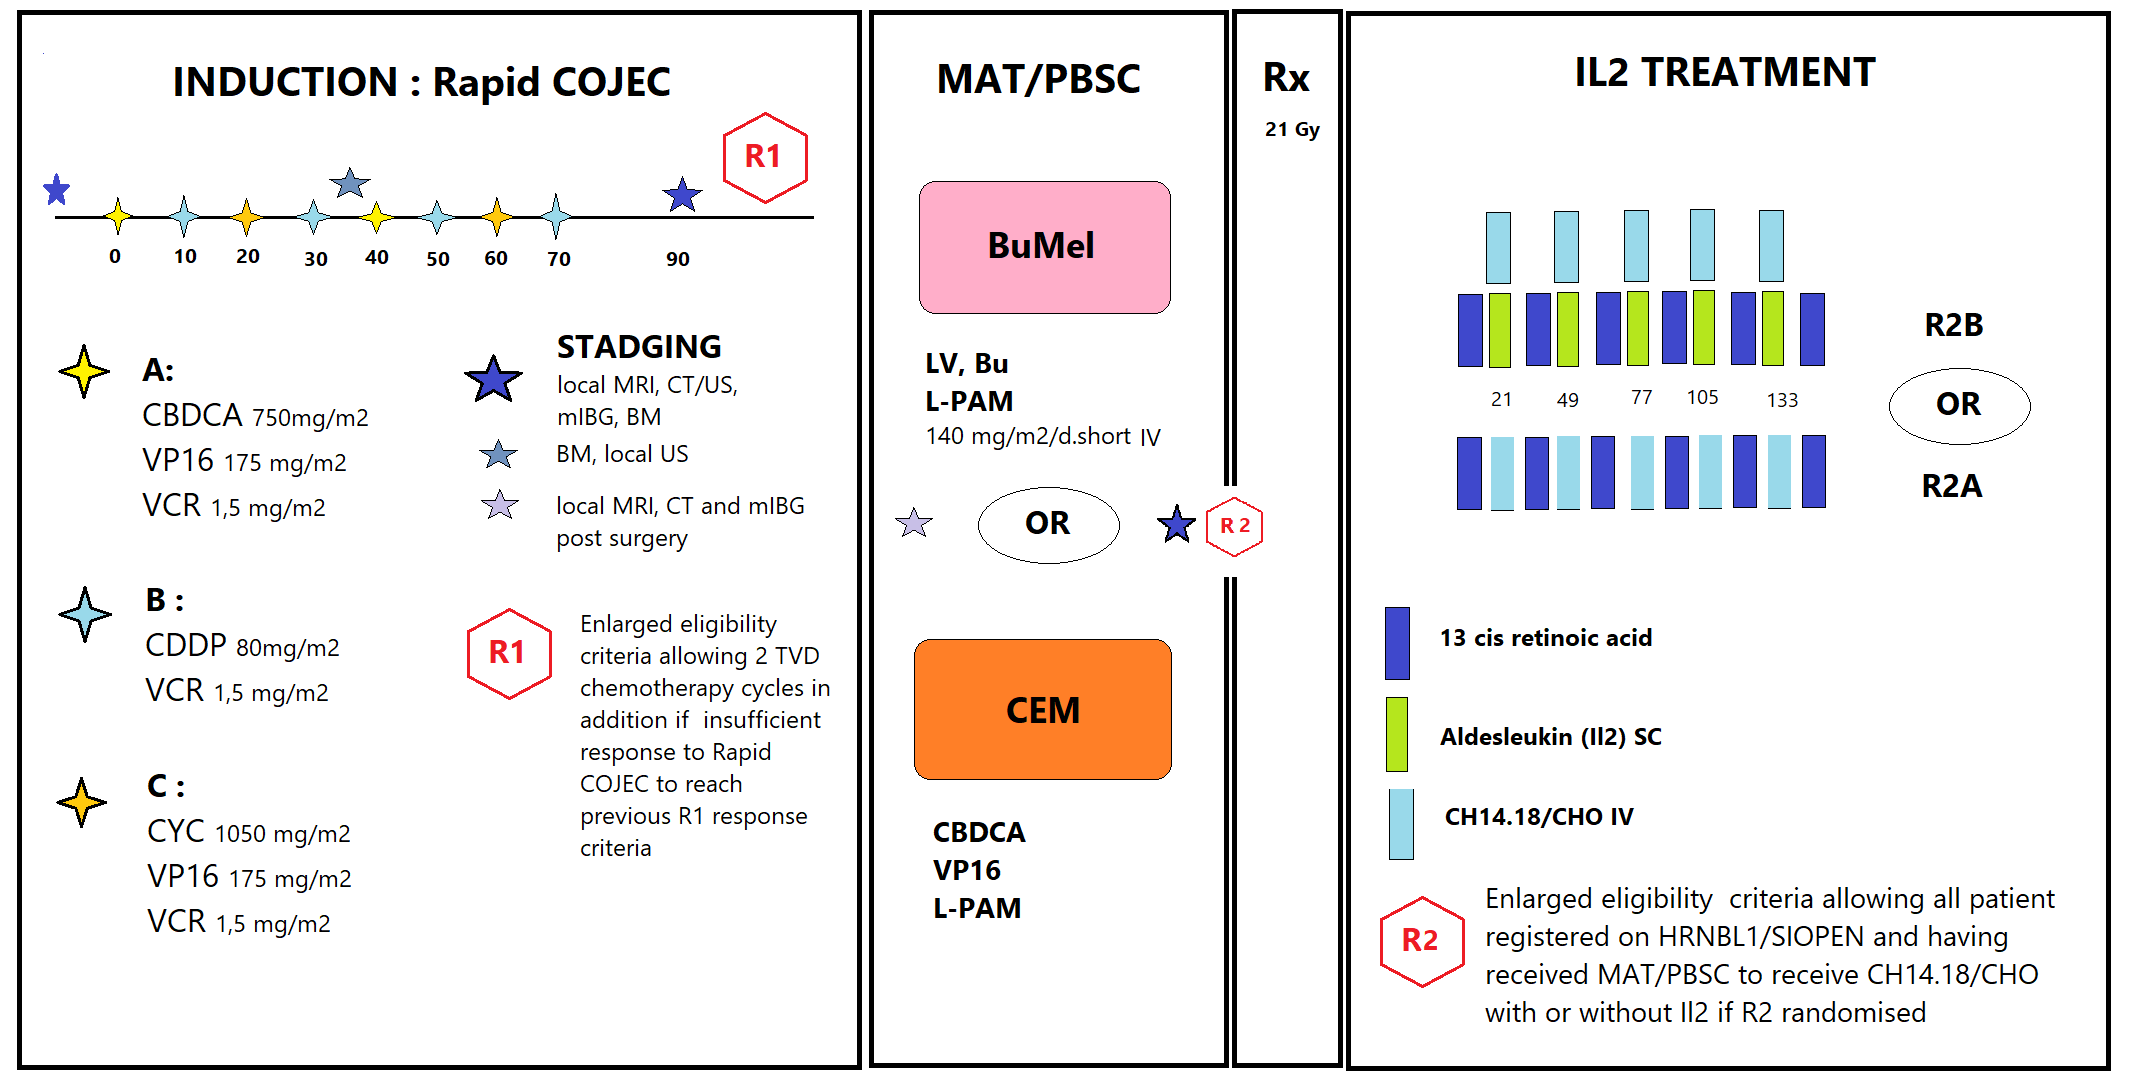 INDUCTION : Rapid COJEC
R1
0 10 20 30 40 50 60 70 90
A:
CBDCA 750mg/m2
VP16 175 mg/m2
VCR 1,5 mg/m2
B :
CDDP 80mg/m2
VCR 1,5 mg/m2
C :
CYC 1050 mg/m2
VP16 175 mg/m2
VCR 1,5 mg/m2
STADGING
local MRI, CT/US,
mIBG, BM
BM, local US
local MRI, CT and mIBG
post surgery
R1
Enlarged eligibility
criteria allowing 2 TVD
chemotherapy cycles in
addition if insufficient
response to Rapid
COJEC to reach
previous R1 response
criteria
MAT/PBSC
BuMel
LV, Bu
L-PAM
140 mg/m2/d.short IV
OR
R 2
CEM
CBDCA
VP16
L-PAM
Rx
21 Gy
IL2 TREATMENT
R2B
21 49 77 105 133
OR
R2A
13 cis retinoic acid
Aldesleukin (Il2) SC
CH14.18/CHO IV
R2
Enlarged eligibility criteria allowing all patient
registered on HRNBL1/SIOPEN and having
received MAT/PBSC to receive CH14.18/CHO
with or without Il2 if R2 randomised